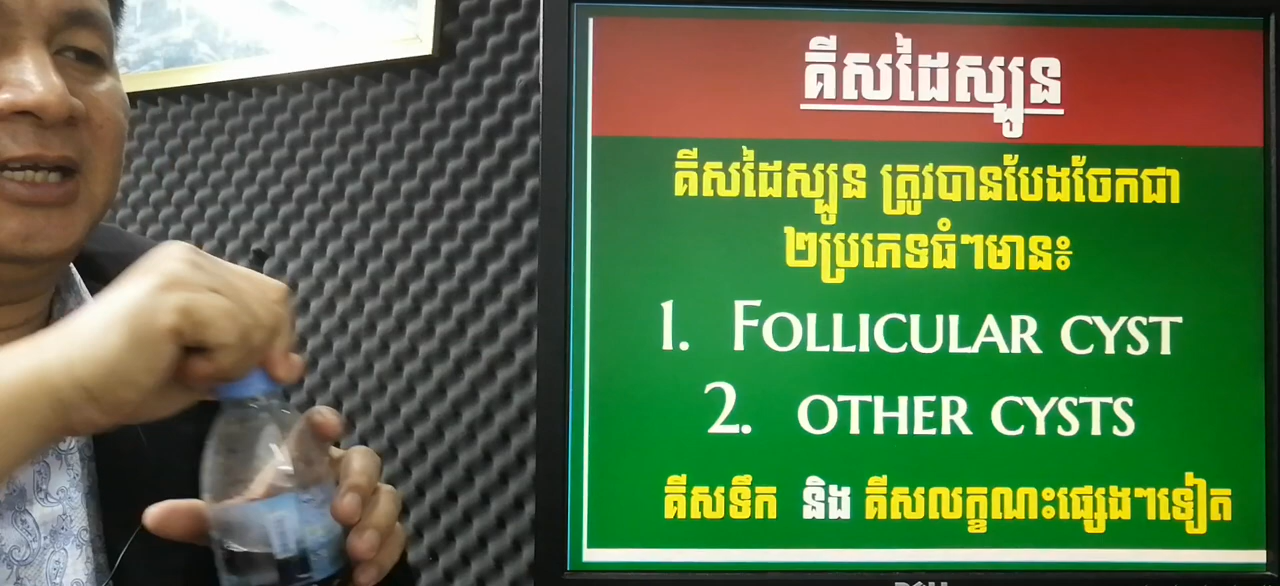 គីសដៃស្បូន
គីសដៃស្បូន ត្រូវបានបែងចែកជា
២ប្រភេទធំៗមាន៖
1. FOLLICULAR CYST
2. OTHER CYSTS
គីសទឹក និង គីសលក្ខណះផ្សេងៗទៀត